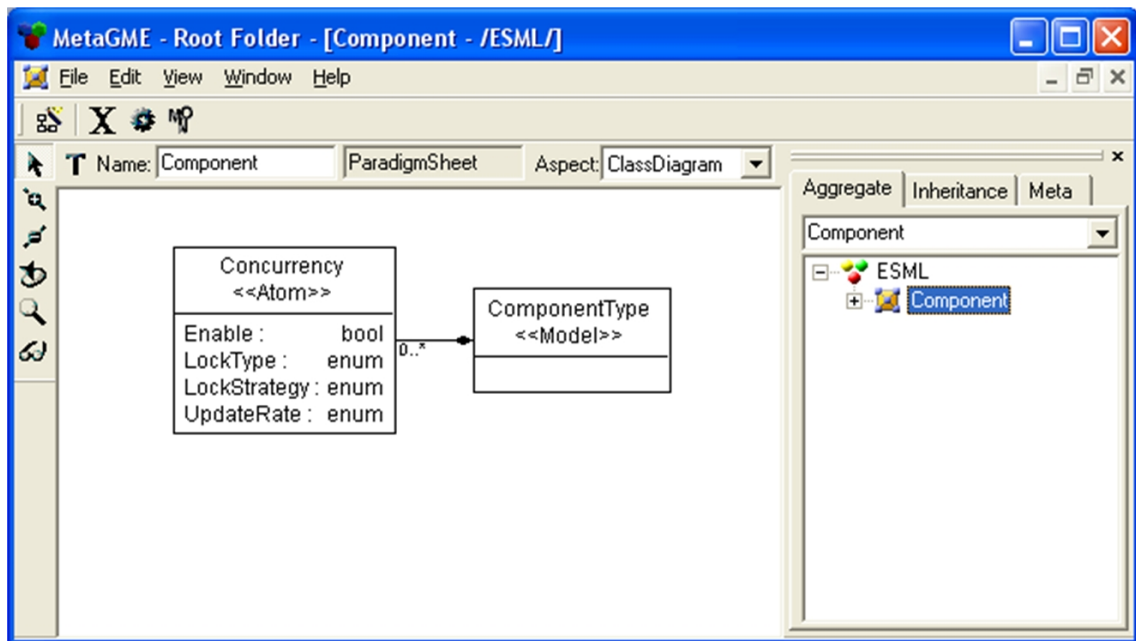 MetaGME - Root Folder - [Component - /ESML/]
File Edit View Window Help
Name: Component ParadigmSheet Aspect: ClassDiagram
Aggregate Inheritance Meta
Component
ESML
Component
Concurrency
<<Atom>>
Enable : bool
LockType : enum
LockStrategy : enum
UpdateRate : enum
0..*
ComponentType
<<Model>>